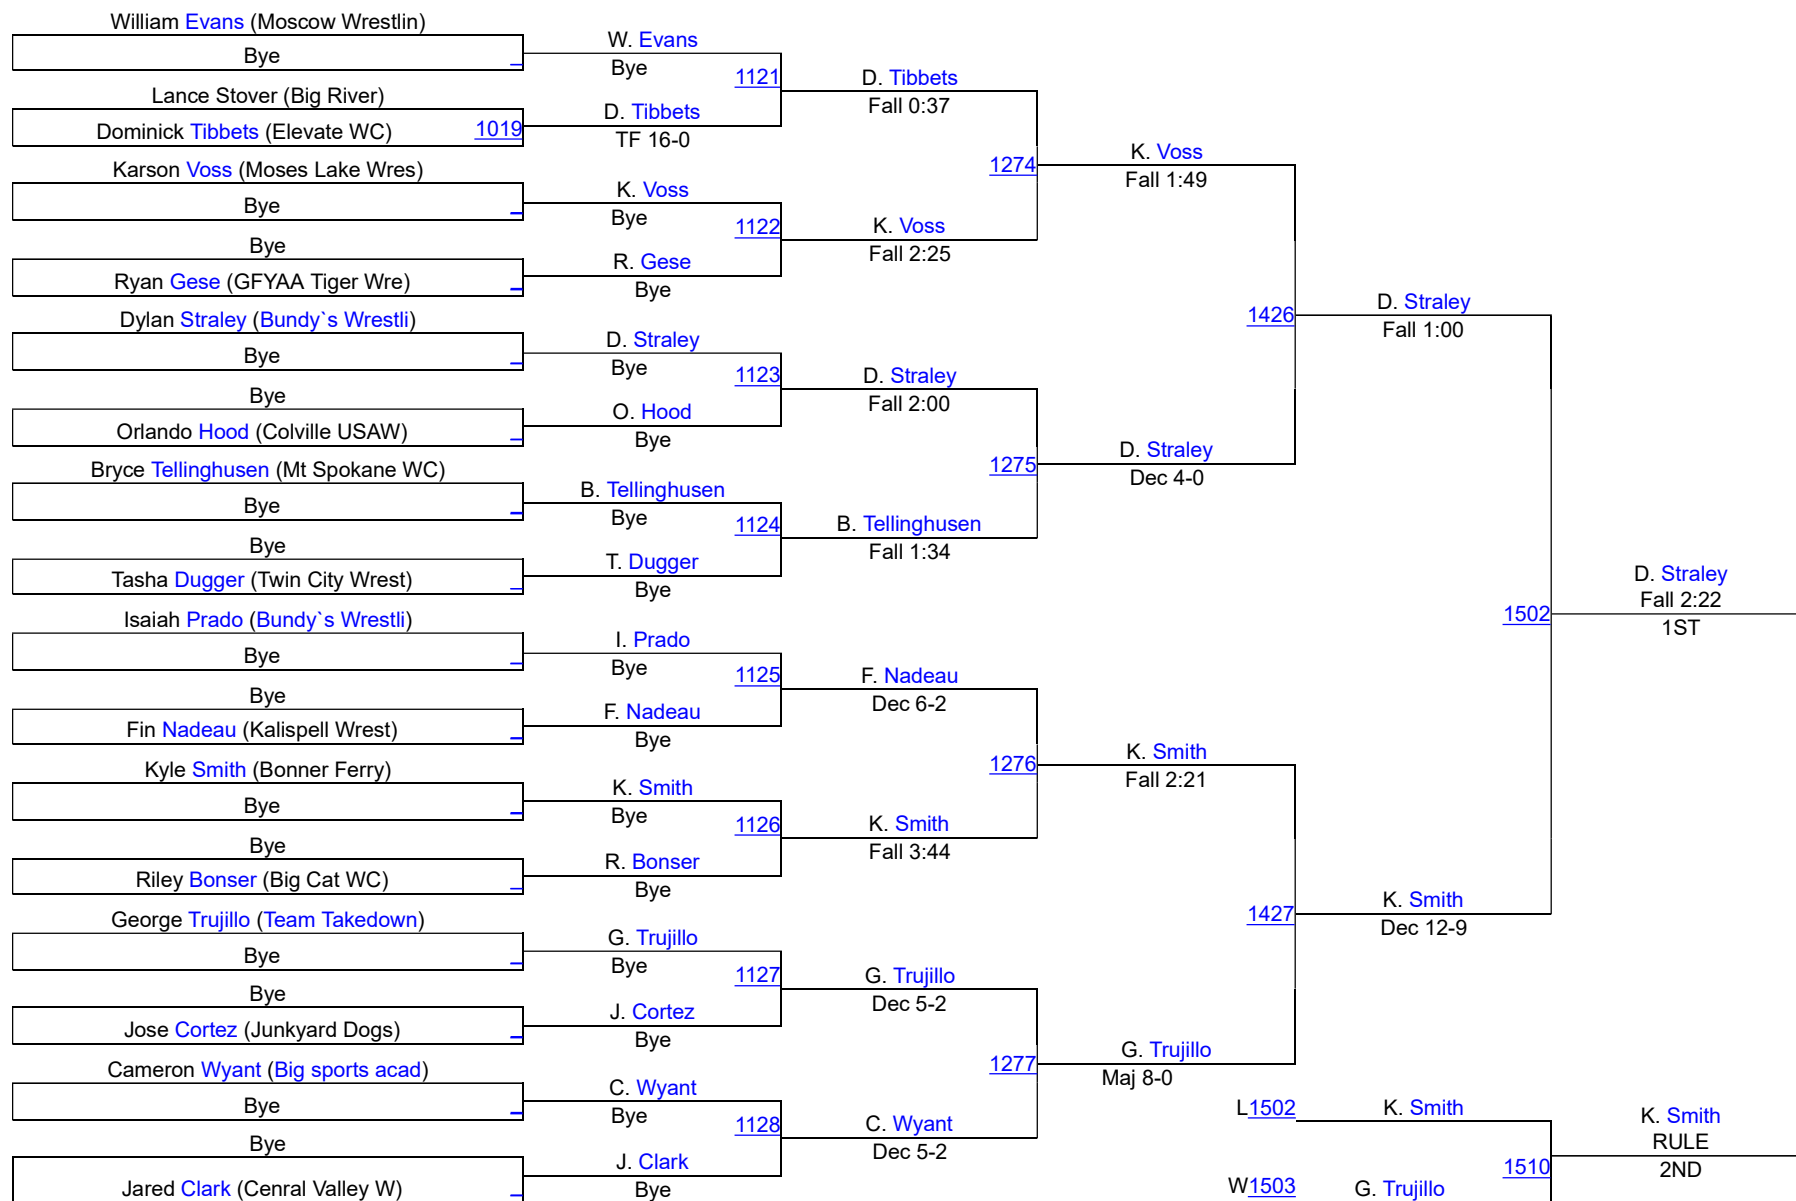 William Evans (Moscow Wrestlin)
Bye
Lance Stover (Big River)
Dominick Tibbets (Elevate WC) 1019
Karson Voss (Moses Lake Wres)
Bye
Bye
Ryan Gese (GFYAA Tiger Wre)
Dylan Straley (Bundy`s Wrestli)
Bye
Bye
Orlando Hood (Colville USAW)
Bryce Tellinghusen (Mt Spokane WC)
Bye
Bye
Tasha Dugger (Twin City Wrest)
Isaiah Prado (Bundy`s Wrestli)
Bye
Bye
Fin Nadeau (Kalispell Wrest)
Kyle Smith (Bonner Ferry)
Bye
Bye
Riley Bonser (Big Cat WC)
George Trujillo (Team Takedown)
Bye
Bye
Jose Cortez (Junkyard Dogs)
Cameron Wyant (Big sports acad)
Bye
Bye
Jared Clark (Cenral Valley W)
W. Evans
Bye
1121
D. Tibbets
TF 16-0
K. Voss
Bye
1122
R. Gese
Bye
D. Straley
Bye
1123
O. Hood
Bye
B. Tellinghusen
Bye
1124
T. Dugger
Bye
I. Prado
Bye
1125
F. Nadeau
Bye
K. Smith
Bye
1126
R. Bonser
Bye
G. Trujillo
Bye
1127
J. Cortez
Bye
C. Wyant
Bye
1128
J. Clark
Bye
D. Tibbets
Fall 0:37
1274
K. Voss
Fall 2:25
D. Straley
Fall 2:00
1275
B. Tellinghusen
Fall 1:34
F. Nadeau
Dec 6-2
1276
K. Smith
Fall 3:44
G. Trujillo
Dec 5-2
1277
C. Wyant
Dec 5-2
K. Voss
Fall 1:49
1426
D. Straley
Dec 4-0
K. Smith
Fall 2:21
1427
G. Trujillo
Maj 8-0
D. Straley
Fall 1:00
1502
K. Smith
Dec 12-9
D. Straley
Fall 2:22
1ST
L1502 K. Smith
W1503 G. Trujillo
1510
K. Smith
RULE
2ND